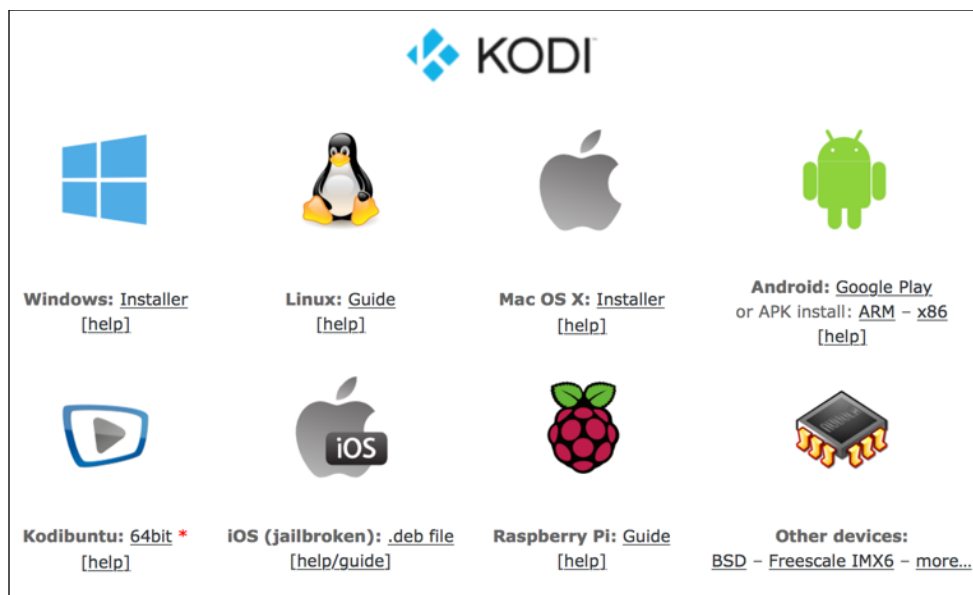 KODI™
Windows: Installer
[help]
Linux: Guide
[help]
Mac OS X: Installer
[help]
Android: Google Play
or APK install: ARM – x86
[help]
iOS
Kodibuntu: 64bit *
[help]
iOS (jailbroken): .deb file
[help/guide]
Raspberry Pi: Guide
[help]
Other devices:
BSD – Freescale IMX6 – more...